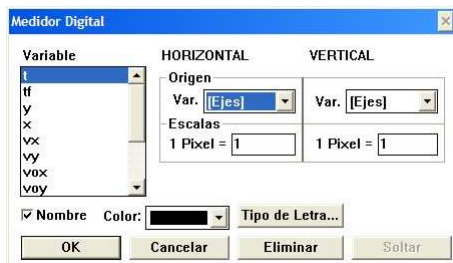 Medidor Digital
Variable
HORIZONTAL
VERTICAL
t
tf
y
x
vx
vy
vox
voy
Origen
Var. [Ejes]
Var. [Ejes]
Escalas
1 Pixel = 1
1 Pixel = 1
Nombre
Color:
Tipo de Letra...
OK
Cancelar
Eliminar
Soltar